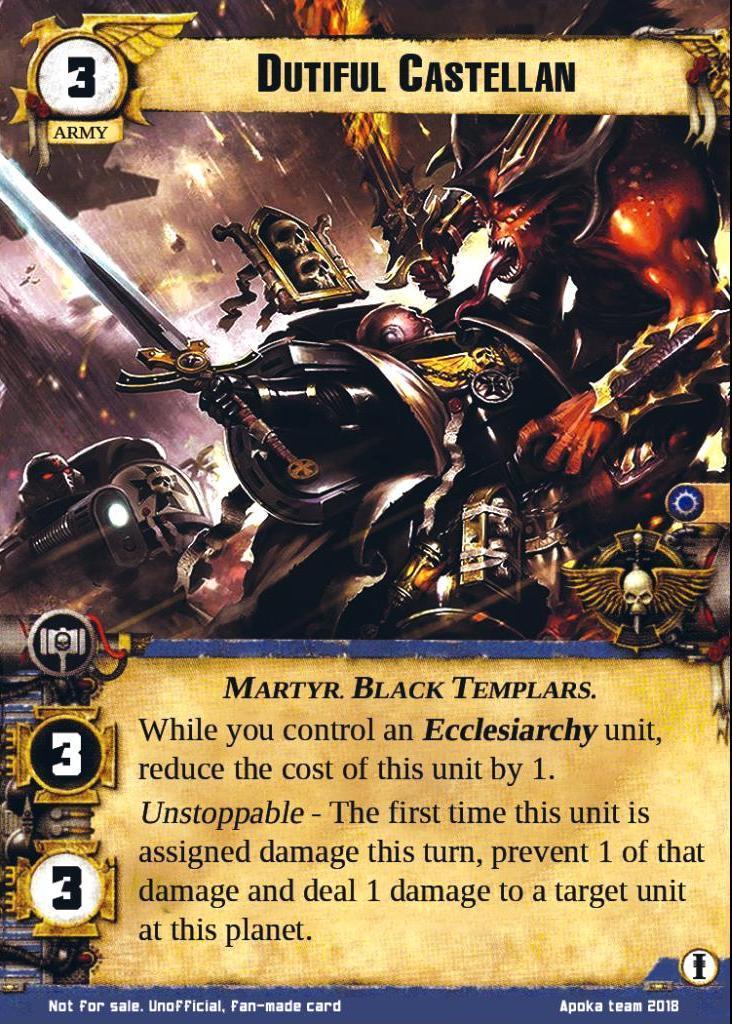 3
DUTIFUL CASTELLAN
ARMY
MARTYR. BLACK TEMPLARS.
3
While you control an Ecclesiarchy unit,
reduce the cost of this unit by 1.
Unstoppable - The first time this unit is
assigned damage this turn, prevent 1 of that
3
damage and deal 1 damage to a target unit
at this planet.
Not for sale. Unofficial, fan-made card
Apoka team 2018